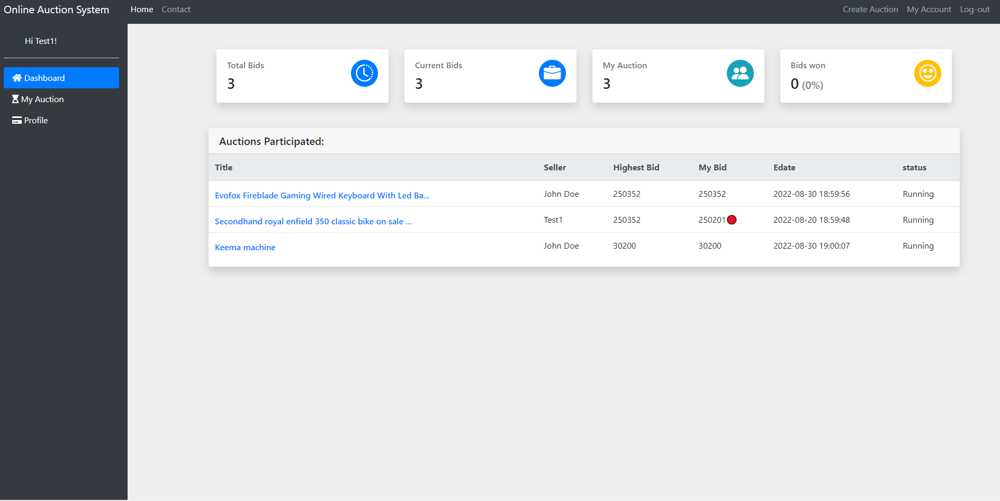 Online Auction System Home Contact Create Auction My Account Log-out
Hi Test1!
Dashboard
My Auction
Profile
Total Bids
3
Current Bids
3
My Auction
3
Bids won
0 (0%)
Auctions Participated:
Title Seller Highest Bid My Bid Edate status
Evofox Fireblade Gaming Wired Keyboard With Led Ba... John Doe 250352 250352 2022-08-30 18:59:56 Running
Secondhand royal enfield 350 classic bike on sale ... Test1 250352 250201 2022-08-20 18:59:48 Running
Keema machine John Doe 30200 30200 2022-08-30 19:00:07 Running